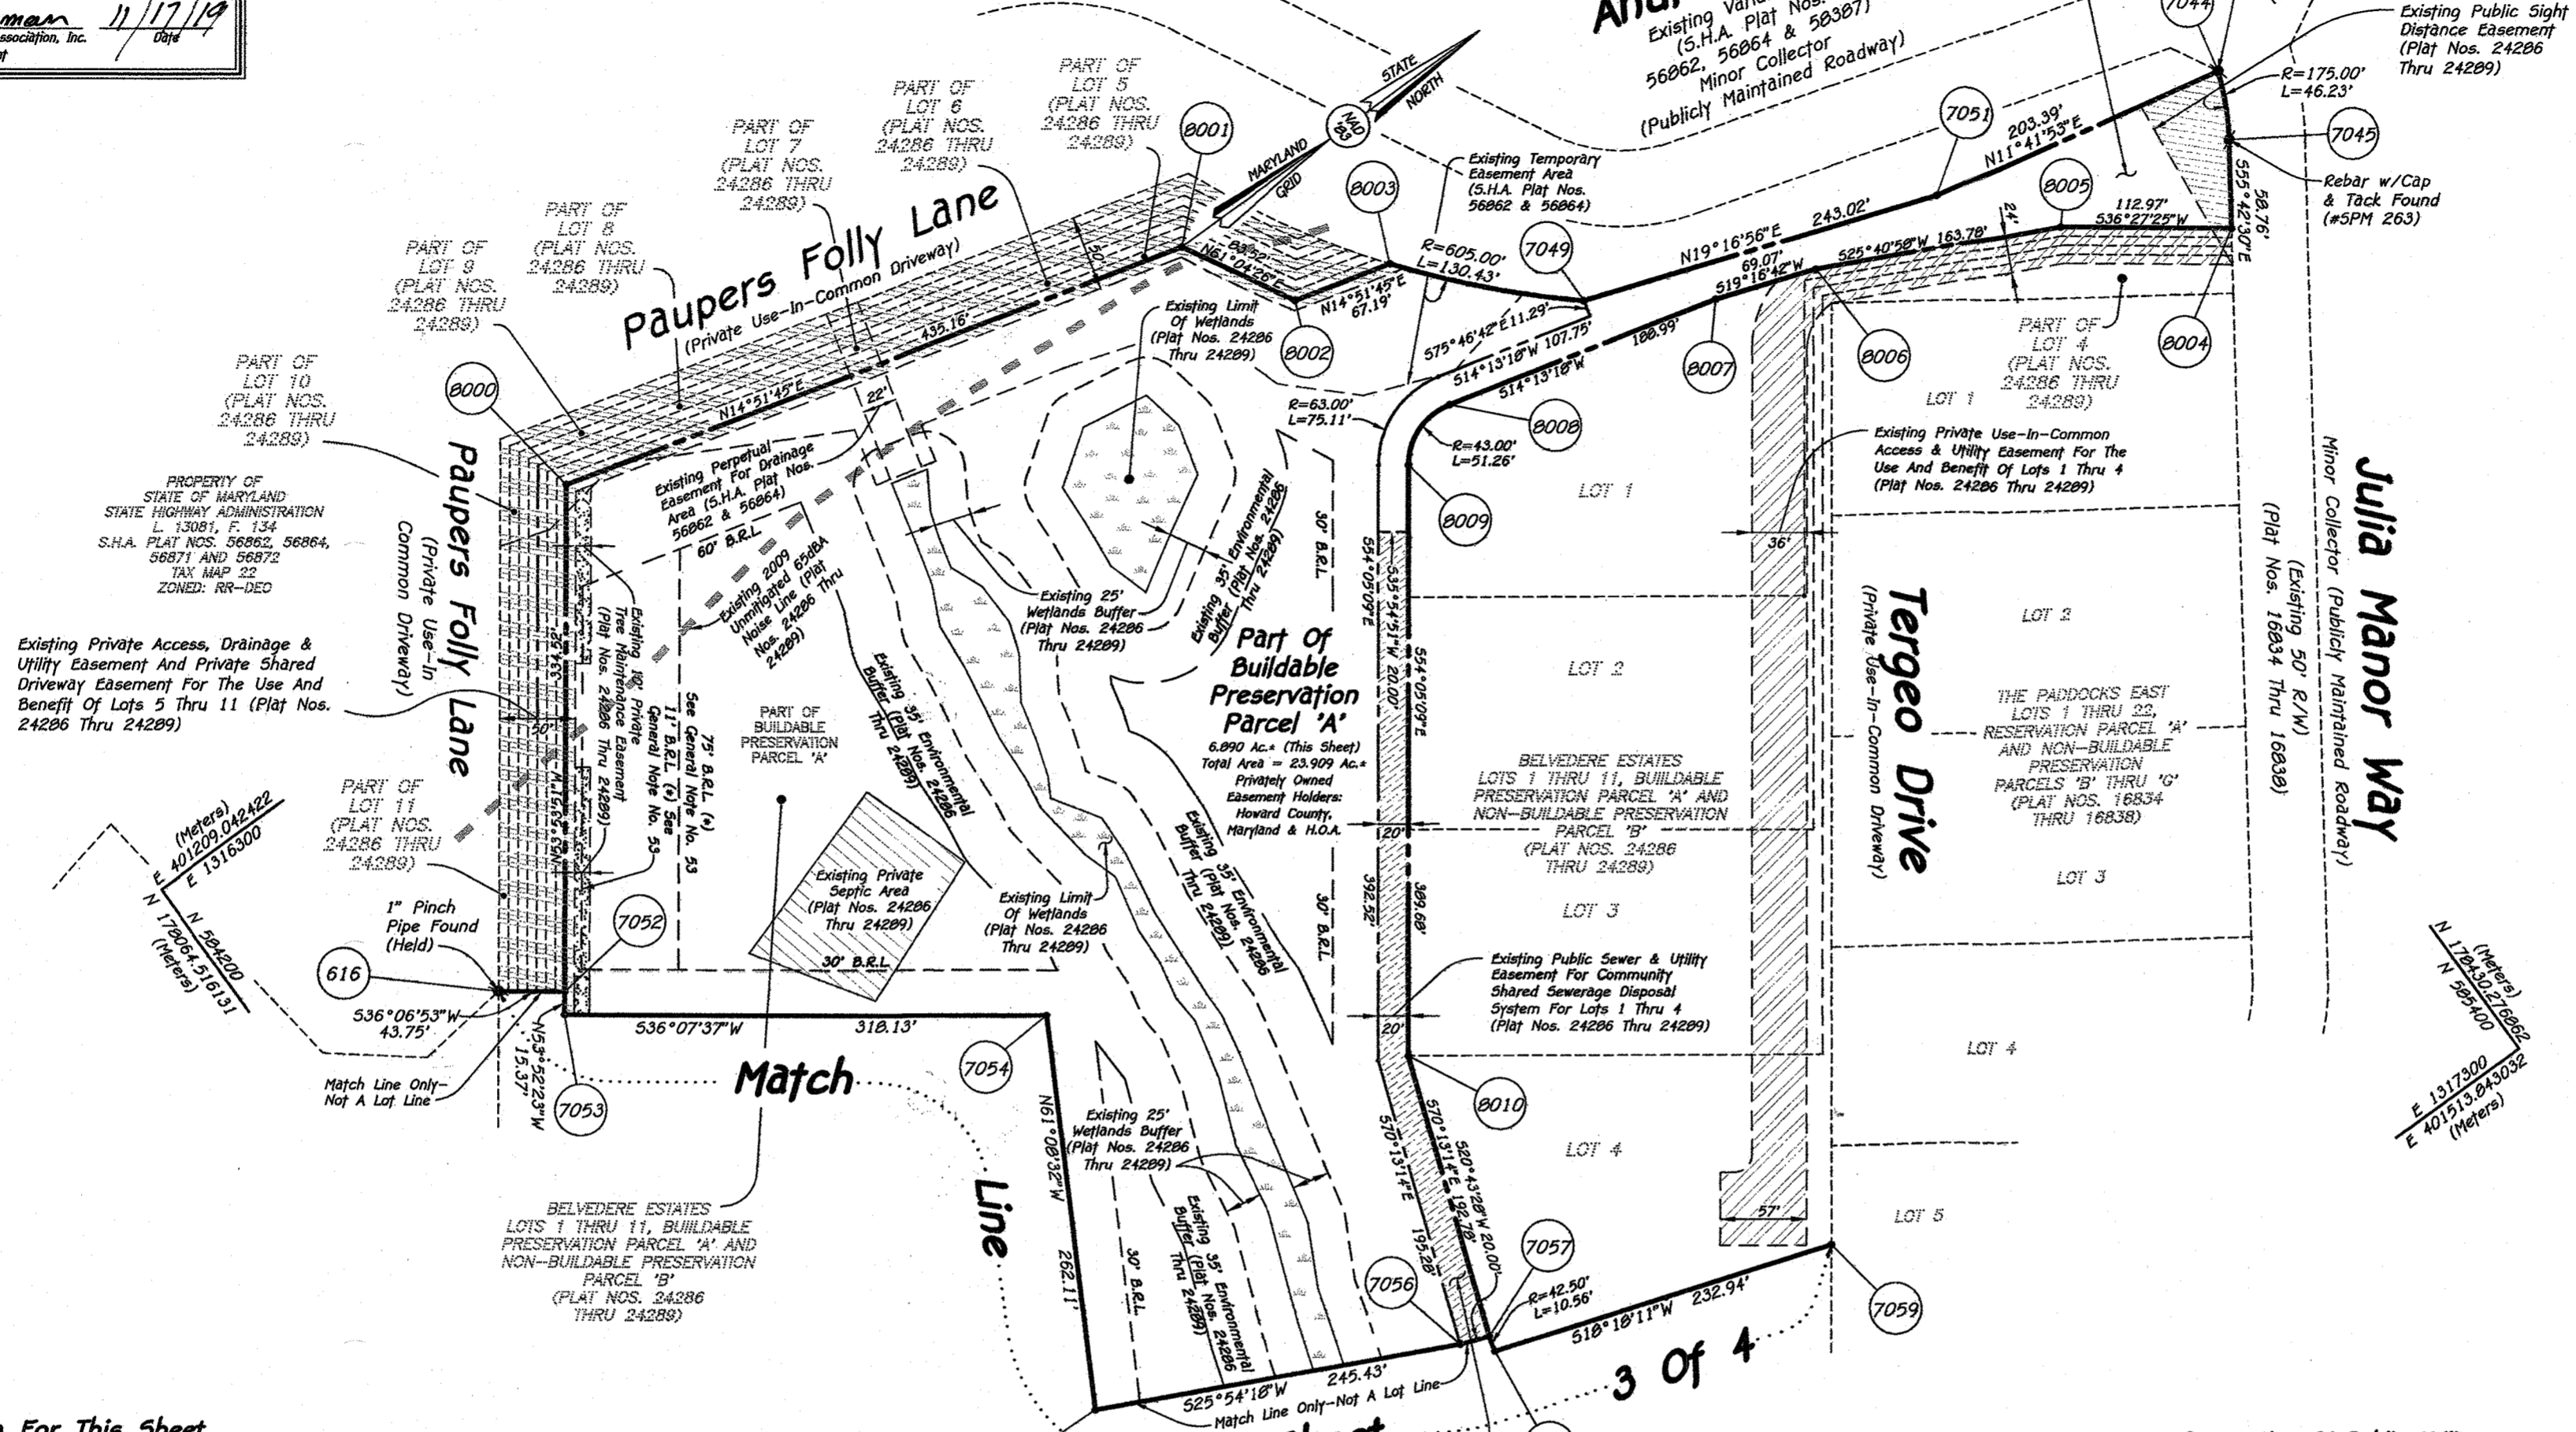 11/17/19
ssociation, Inc.
Date
Existing Vari
(S.H.A. Plat Nos.
56862, 56864 & 58387)
Minor Collector
(Publicly Maintained Roadway)
7044
Existing Public Sight
Distance Easement
(Plat Nos. 24286
Thru 24289)
R=175.00'
L=46.23'
7045
Rebar w/Cap
& Tack Found
(#5PM 263)
S55°42'30"E
58.76'
7051
203.39'
N11°41'53"E
8005
112.97'
S36°27'25"W
24'
STATE
NORTH
NAD
'83
MARYLAND
GRID
PART OF
LOT 5
(PLAT NOS.
24286 THRU
24289)
PART OF
LOT 6
(PLAT NOS.
24286 THRU
24289)
PART OF
LOT 7
(PLAT NOS.
24286 THRU
24289)
PART OF
LOT 8
(PLAT NOS.
24286 THRU
24289)
PART OF
LOT 9
(PLAT NOS.
24286 THRU
24289)
PART OF
LOT 10
(PLAT NOS.
24286 THRU
24289)
8001
8003
Existing Temporary
Easement Area
(S.H.A. Plat Nos.
56862 & 56864)
7049
R=605.00'
L=130.43'
N19°16'56"E
243.02'
69.07'
S19°16'42"W
S25°40'58"W 163.78'
Paupers Folly Lane
(Private Use-In-Common Driveway)
50'
435.16'
N14°51'45"E
83.52'
N61°04'26"E
N14°51'45"E
67.19'
8002
8000
22'
Existing Limit
Of Wetlands
(Plat Nos. 24286
Thru 24289)
S75°46'42"E 11.29'
S14°13'18"W 107.75'
188.99'
S14°13'18"W
8007
8006
8004
PART OF
LOT 4
(PLAT NOS.
24286 THRU
24289)
LOT 1
R=63.00'
L=75.11'
8008
R=43.00'
L=51.26'
8009
LOT 1
Existing Private Use-In-Common
Access & Utility Easement For The
Use And Benefit Of Lots 1 Thru 4
(Plat Nos. 24286 Thru 24289)
36'
PROPERTY OF
STATE OF MARYLAND
STATE HIGHWAY ADMINISTRATION
L. 13081, F. 134
S.H.A. PLAT NOS. 56862, 56864,
56871 AND 56872
TAX MAP 22
ZONED: RR-DEO
Paupers Folly Lane
(Private Use-In
Common Driveway)
Existing Private Access, Drainage &
Utility Easement And Private Shared
Driveway Easement For The Use And
Benefit Of Lots 5 Thru 11 (Plat Nos.
24286 Thru 24289)
50'
334.52'
Existing Perpetual
Easement For Drainage
Area (S.H.A. Plat Nos.
56862 & 56864)
60' B.R.L
Existing 2009
Unmitigated 65dBA
Noise Line (Plat
Nos. 24286 Thru
24289)
Existing 10' Private
Tree Maintenance Easement
(Plat Nos. 24286 Thru 24289)
75' B.R.L (*)
See General Note No. 53
11' B.R.L (*) See
General Note No. 53
PART OF
BUILDABLE
PRESERVATION
PARCEL 'A'
Existing 35' Environmental
Buffer (Plat Nos. 24286
Thru 24289)
Existing 25'
Wetlands Buffer
(Plat Nos. 24286
Thru 24289)
Existing 35' Environmental
Buffer (Plat Nos. 24286
Thru 24289)
30' B.R.L
Part Of
Buildable
Preservation
Parcel 'A'
6.890 Ac.± (This Sheet)
Total Area = 23.909 Ac.±
Privately Owned
Easement Holders:
Howard County,
Maryland & H.O.A.
S54°05'09"E
S35°54'51"W 20.00'
S54°05'09"E
392.52'
389.68'
20'
30' B.R.L
LOT 2
BELVEDERE ESTATES
LOTS 1 THRU 11, BUIILDABLE
PRESERVATION PARCEL 'A' AND
NON-BUILDABLE PRESERVATION
PARCEL 'B'
(PLAT NOS. 24286
THRU 24289)
LOT 3
Tergeo Drive
(Private Use-In-Common Driveway)
LOT 2
THE PADDOCKS EAST
LOTS 1 THRU 22,
RESERVATION PARCEL 'A'
AND NON-BUILDABLE
PRESERVATION
PARCELS 'B' THRU 'G'
(PLAT NOS. 16834
THRU 16838)
LOT 3
Julia Manor Way
Minor Collector (Publicly Maintained Roadway)
(Existing 50' R/W)
(Plat Nos. 16834 Thru 16838)
PART OF
LOT 11
(PLAT NOS.
24286 THRU
24289)
(Meters)
E 401209.042422
E 1316300
N 584200
N 178064.516131
(Meters)
1" Pinch
Pipe Found
(Held)
616
7052
S36°06'53"W
43.75'
Match Line Only-
Not A Lot Line
N53°52'23"W
15.37'
7053
Existing Private
Septic Area
(Plat Nos. 24286
Thru 24289)
30' B.R.L
S36°07'37"W 318.13'
7054
Existing Limit
Of Wetlands
(Plat Nos. 24286
Thru 24289)
Existing 35' Environmental
Buffer (Plat Nos. 24286
Thru 24289)
Existing Public Sewer & Utility
Easement For Community
Shared Sewerage Disposal
System For Lots 1 Thru 4
(Plat Nos. 24286 Thru 24289)
20'
8010
LOT 4
LOT 4
LOT 5
(Meters)
N 178430.276862
N 585400
E 1317300
E 401513.843032
(Meters)
Match
Line
N61°08'32"W
262.11'
Existing 25'
Wetlands Buffer
(Plat Nos. 24286
Thru 24289)
30' B.R.L
Existing 35' Environmental
Buffer (Plat Nos. 24286
Thru 24289)
S70°13'14"E
195.28'
S70°13'14"E 192.78'
S20°43'28"W 20.00'
57'
7056
7057
R=42.50'
L=10.56'
S18°18'11"W 232.94'
7059
BELVEDERE ESTATES
LOTS 1 THRU 11, BUIILDABLE
PRESERVATION PARCEL 'A' AND
NON-BUILDABLE PRESERVATION
PARCEL 'B'
(PLAT NOS. 24286
THRU 24289)
S25°54'18"W 245.43'
Match Line Only-Not A Lot Line
3 Of 4
For This Sheet